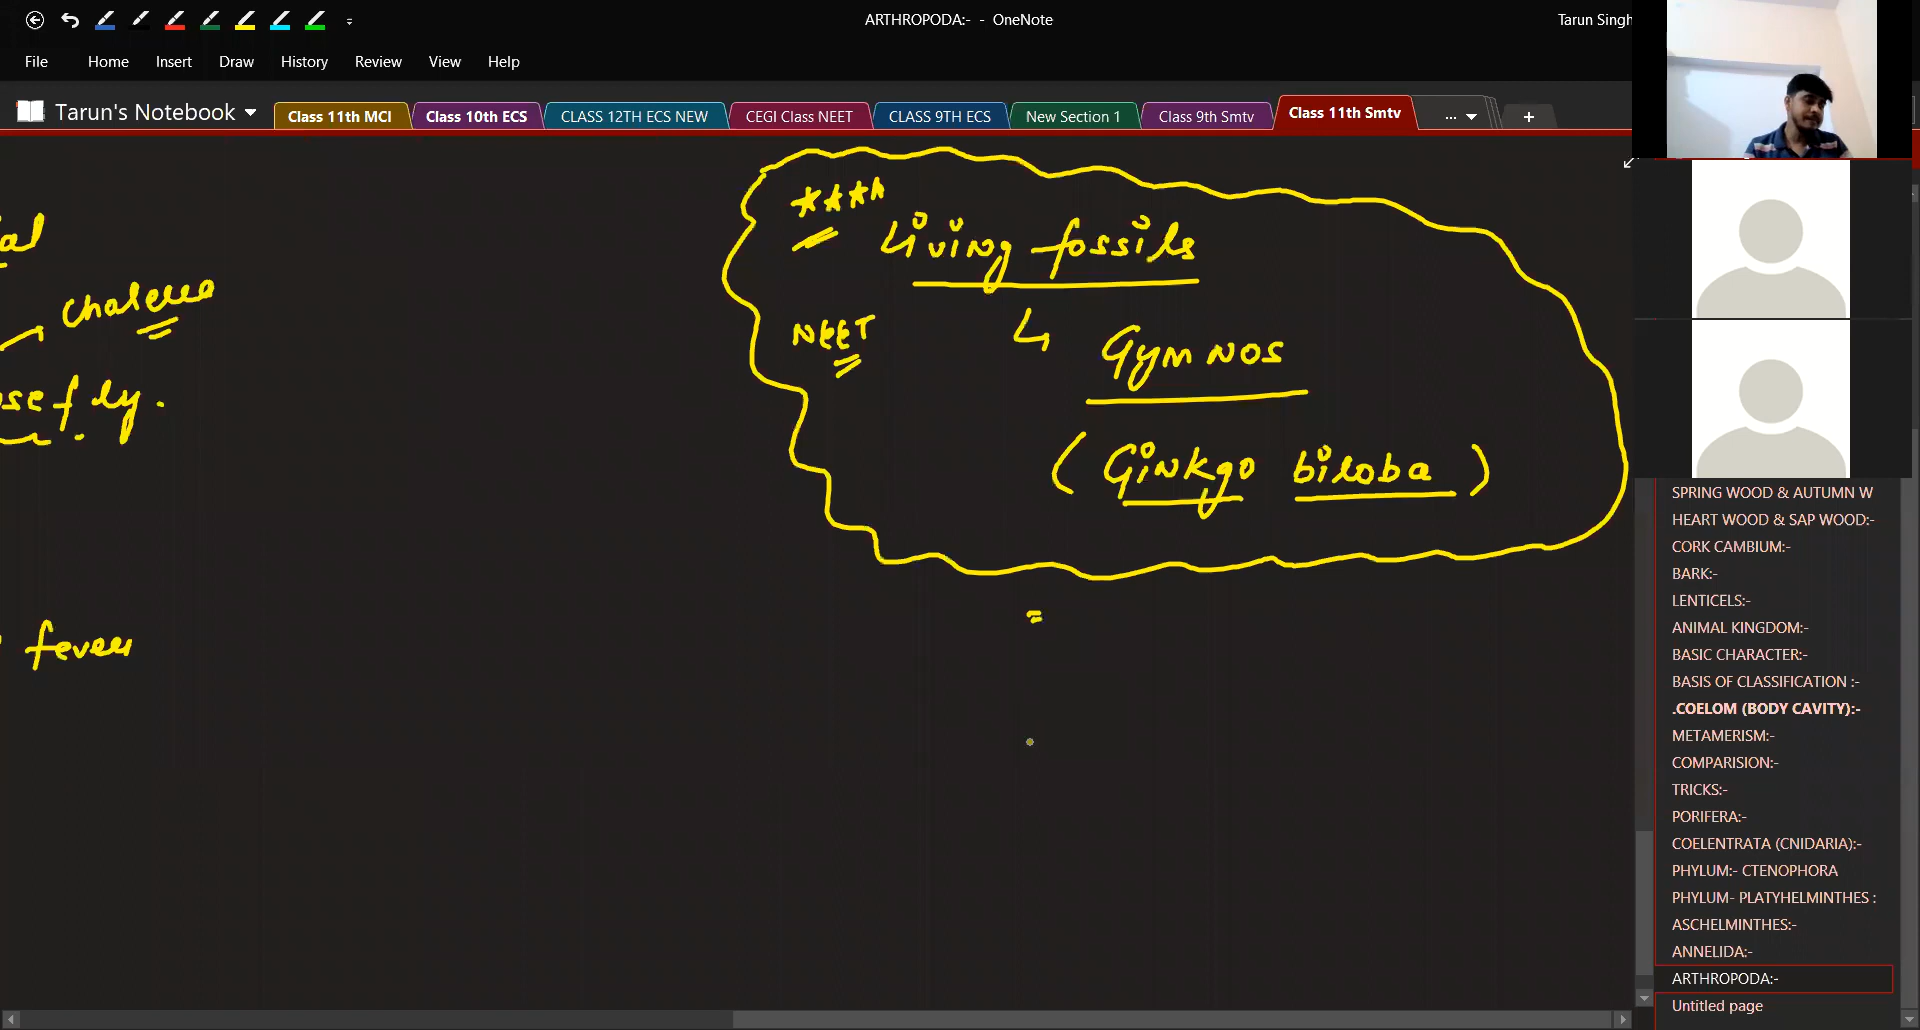 ARTHROPODA:- - OneNote
Tarun Singh
File Home Insert Draw History Review View Help
Tarun's Notebook
Class 11th MCI Class 10th ECS CLASS 12TH ECS NEW CEGI Class NEET CLASS 9TH ECS New Section 1 Class 9th Smtv Class 11th Smtv ... +
al
Cholera
fly.
fever
****
Living fossils
NEET
Gymnos
(Ginkgo biloba)
=
SPRING WOOD & AUTUMN W
HEART WOOD & SAP WOOD:-
CORK CAMBIUM:-
BARK:-
LENTICELS:-
ANIMAL KINGDOM:-
BASIC CHARACTER:-
BASIS OF CLASSIFICATION :-
.COELOM (BODY CAVITY):-
METAMERISM:-
COMPARISION:-
TRICKS:-
PORIFERA:-
COELENTRATA (CNIDARIA):-
PHYLUM:- CTENOPHORA
PHYLUM- PLATYHELMINTHES :
ASCHELMINTHES:-
ANNELIDA:-
ARTHROPODA:-
Untitled page